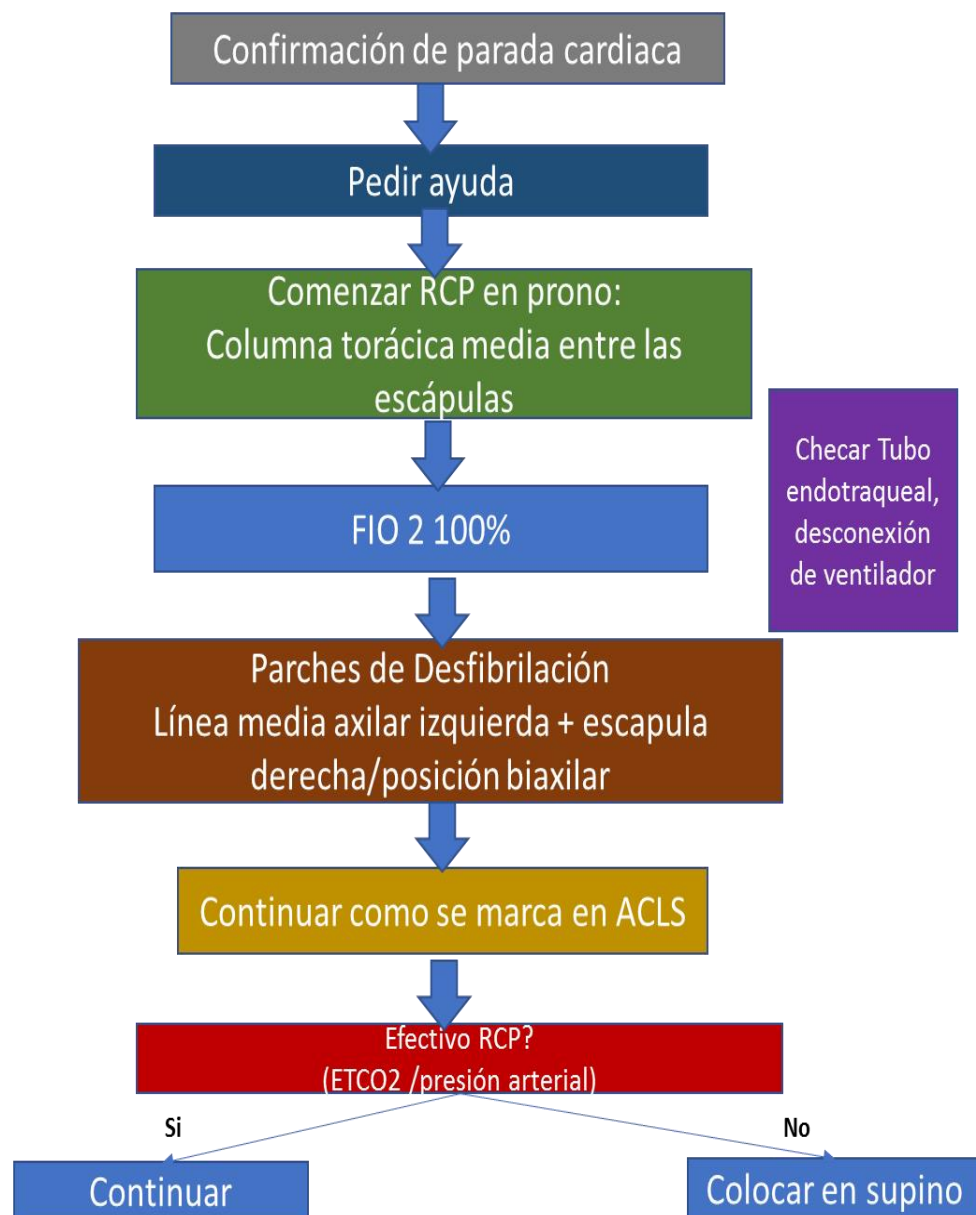 Confirmación de parada cardiaca
Pedir ayuda
Comenzar RCP en prono:
Columna torácica media entre las
escápulas
Checar Tubo
endotraqueal,
desconexión
de ventilador
FIO 2 100%
Parches de Desfibrilación
Línea media axilar izquierda + escapula
derecha/posición biaxilar
Continuar como se marca en ACLS
Efectivo RCP?
(ETCO2 /presión arterial)
Si
No
Continuar
Colocar en supino